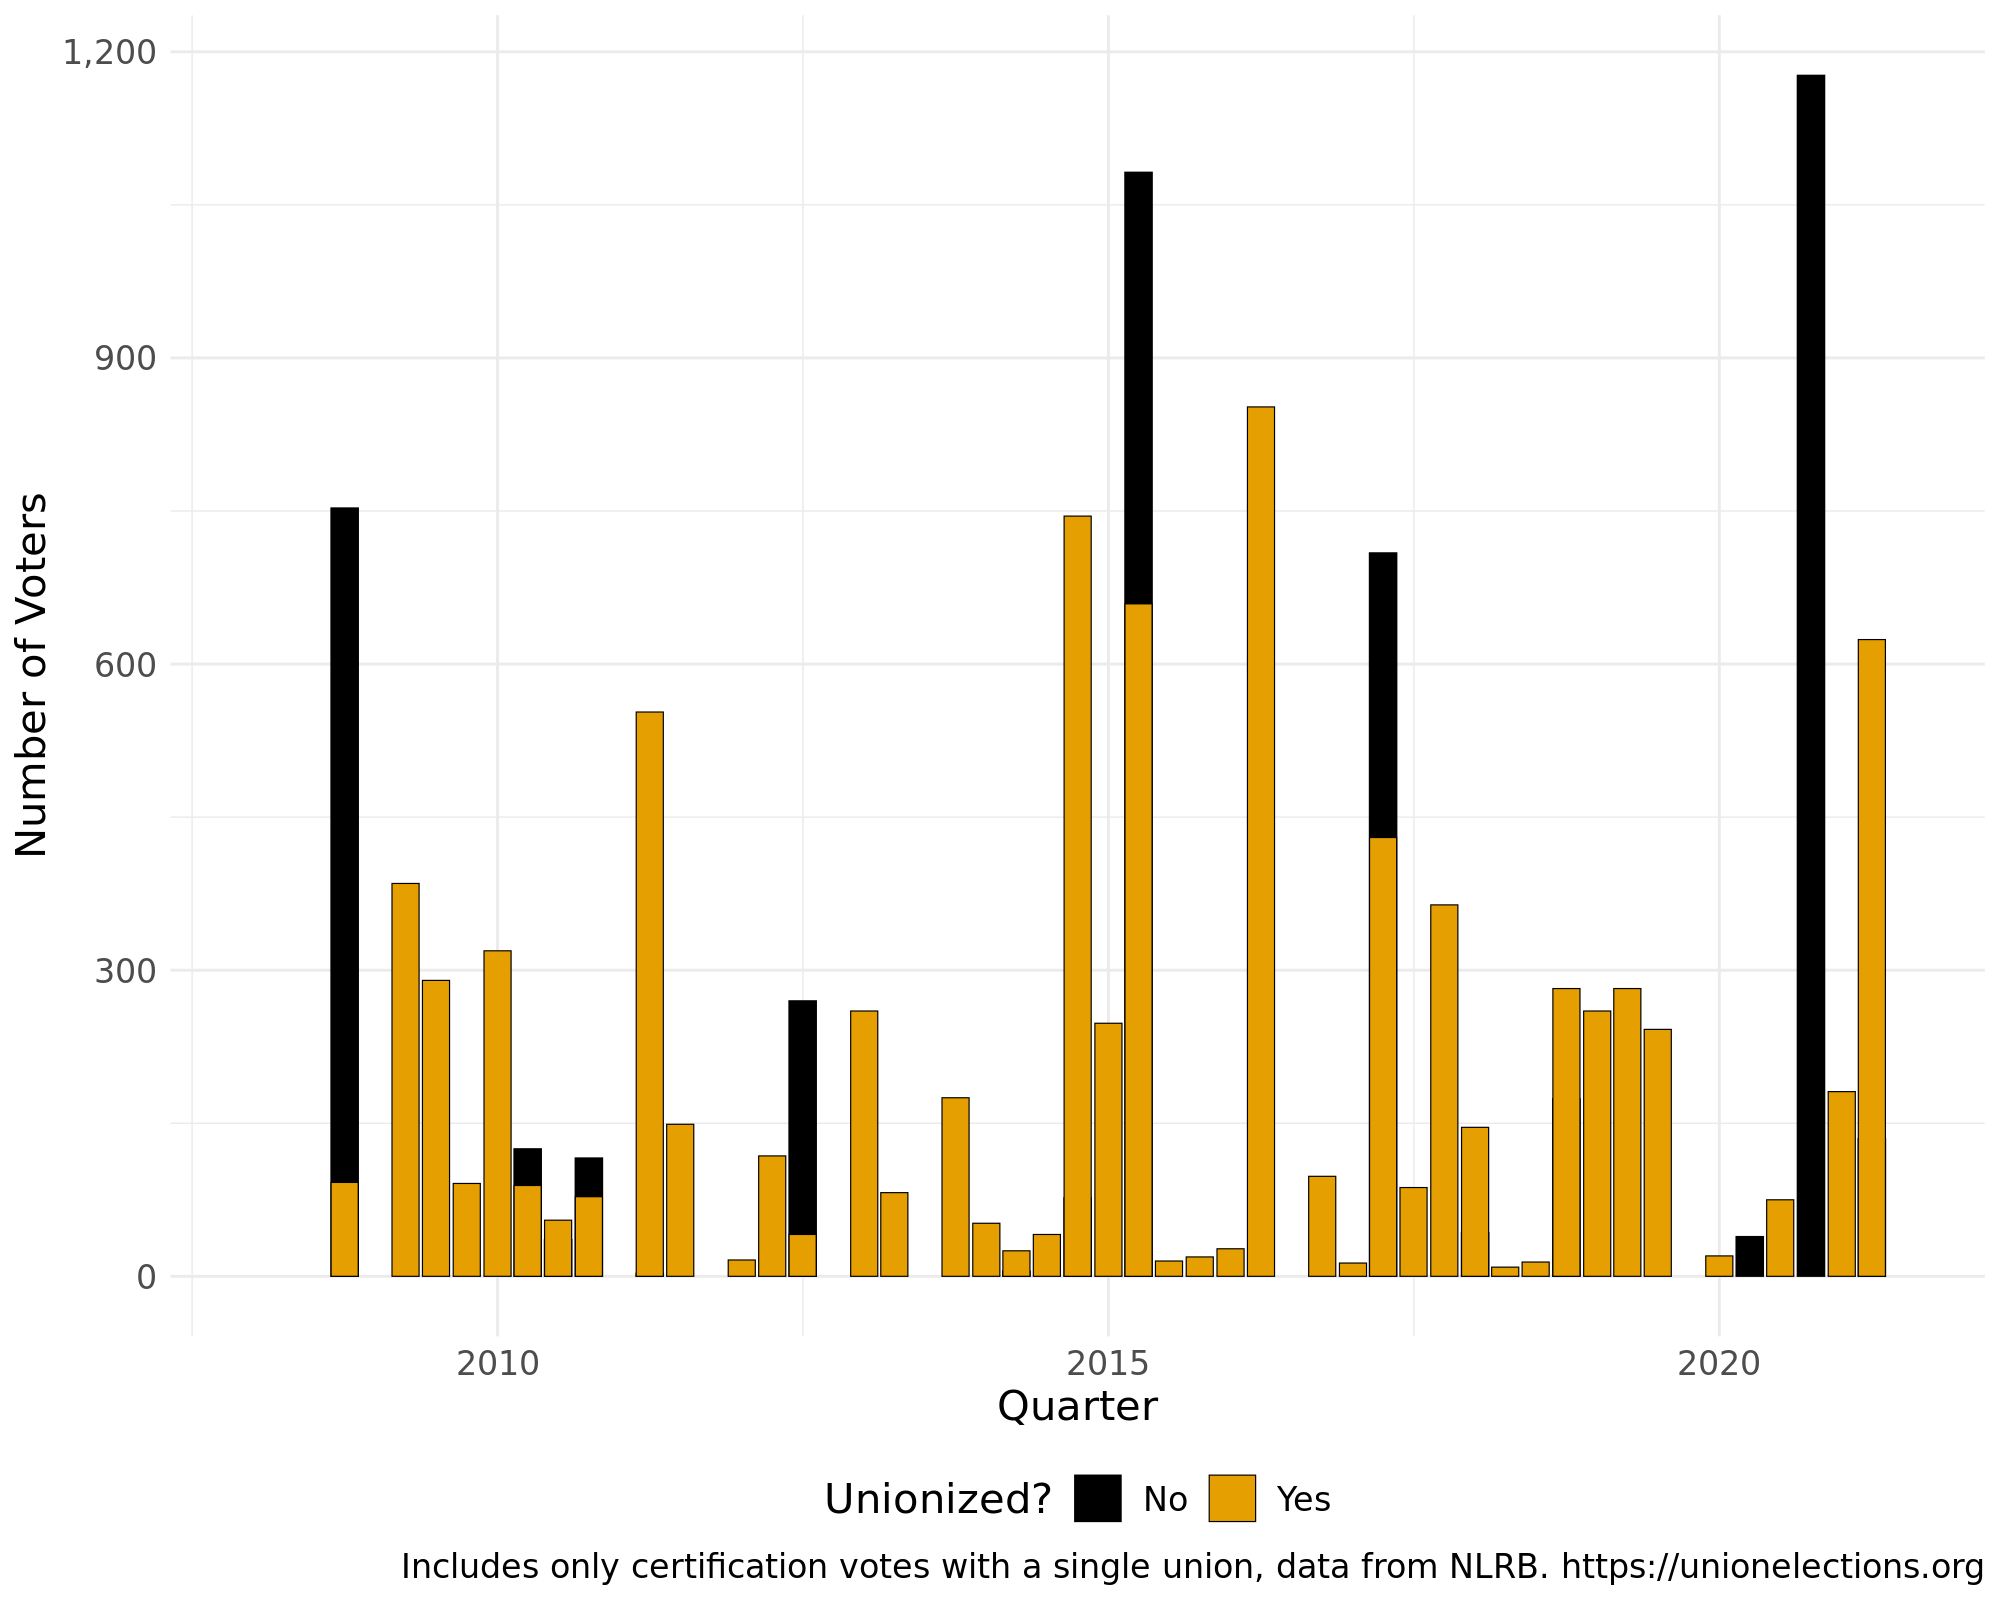 1,200
900
600
300
0
Number of Voters
2010 2015 2020
Quarter
Unionized? No Yes
Includes only certification votes with a single union, data from NLRB. https://unionelections.org